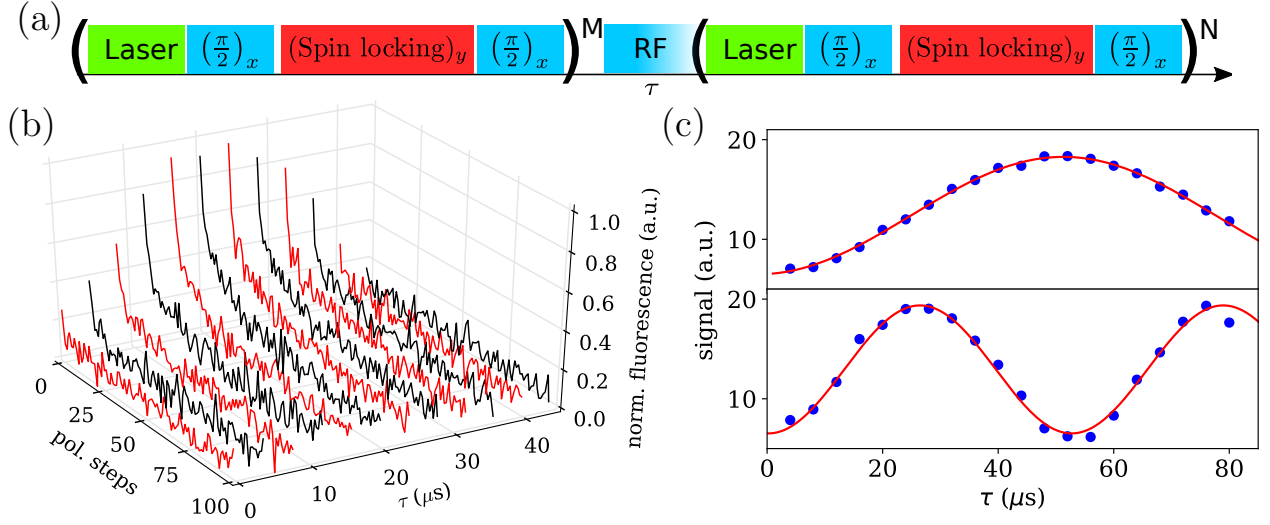 (a)
( Laser (π/2)x (Spin locking)y (π/2)x )M RF ( Laser (π/2)x (Spin locking)y (π/2)x )N
τ
(b)
1.0
0.8
0.6
0.4
0.2
0.0
norm. fluorescence (a.u.)
0
25
50
75
100
pol. steps
0
10
20
30
40
τ (μs)
(c)
20
10
20
10
signal (a.u.)
0 20 40 60 80
τ (μs)